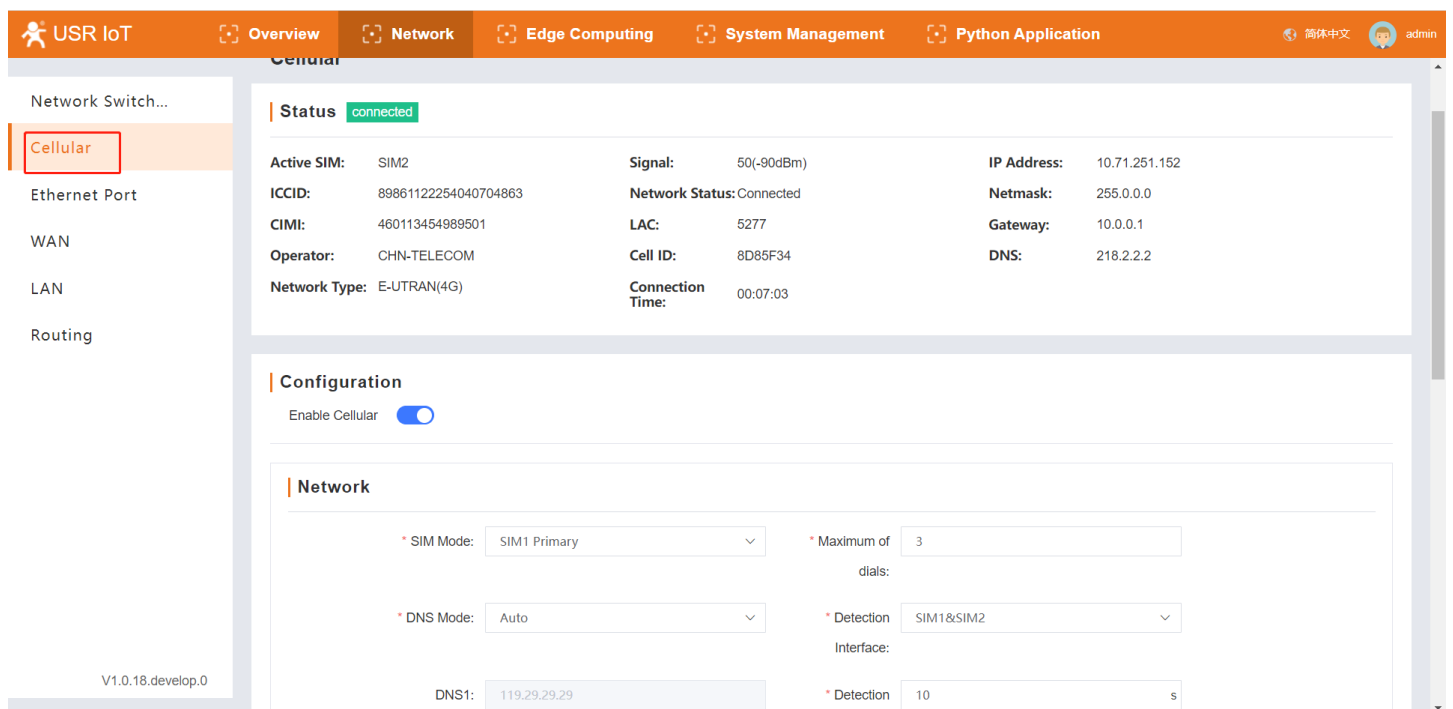 USR IoT
Overview
Network
Edge Computing
System Management
Python Application
简体中文
admin
Cellular
Network Switch...
Cellular
Ethernet Port
WAN
LAN
Routing
V1.0.18.develop.0
Status connected
Active SIM: SIM2 Signal: 50(-90dBm) IP Address: 10.71.251.152
ICCID: 89861122254040704863 Network Status: Connected Netmask: 255.0.0.0
CIMI: 460113454989501 LAC: 5277 Gateway: 10.0.0.1
Operator: CHN-TELECOM Cell ID: 8D85F34 DNS: 218.2.2.2
Network Type: E-UTRAN(4G) Connection Time: 00:07:03
Configuration
Enable Cellular
Network
* SIM Mode: SIM1 Primary * Maximum of dials: 3
* DNS Mode: Auto * Detection Interface: SIM1&SIM2
DNS1: 119.29.29.29 * Detection 10 s